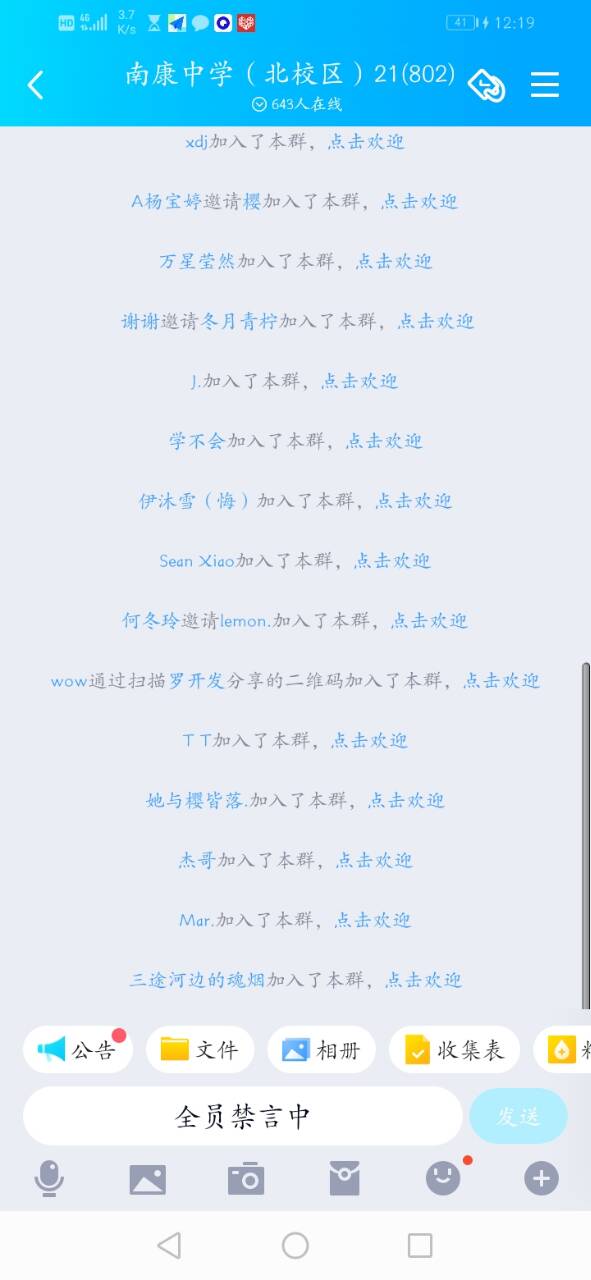 HD 4G 3.7 K/s 41 12:19
南康中学（北校区）21(802)
643人在线
xdj加入了本群，点击欢迎
A杨宝婷邀请樱加入了本群，点击欢迎
万星莹然加入了本群，点击欢迎
谢谢邀请冬月青柠加入了本群，点击欢迎
J.加入了本群，点击欢迎
学不会加入了本群，点击欢迎
伊沐雪（悔）加入了本群，点击欢迎
Sean Xiao加入了本群，点击欢迎
何冬玲邀请lemon.加入了本群，点击欢迎
wow通过扫描罗开发分享的二维码加入了本群，点击欢迎
T T加入了本群，点击欢迎
她与樱皆落.加入了本群，点击欢迎
杰哥加入了本群，点击欢迎
Mar.加入了本群，点击欢迎
三途河边的魂烟加入了本群，点击欢迎
公告 文件 相册 收集表
全员禁言中 发送